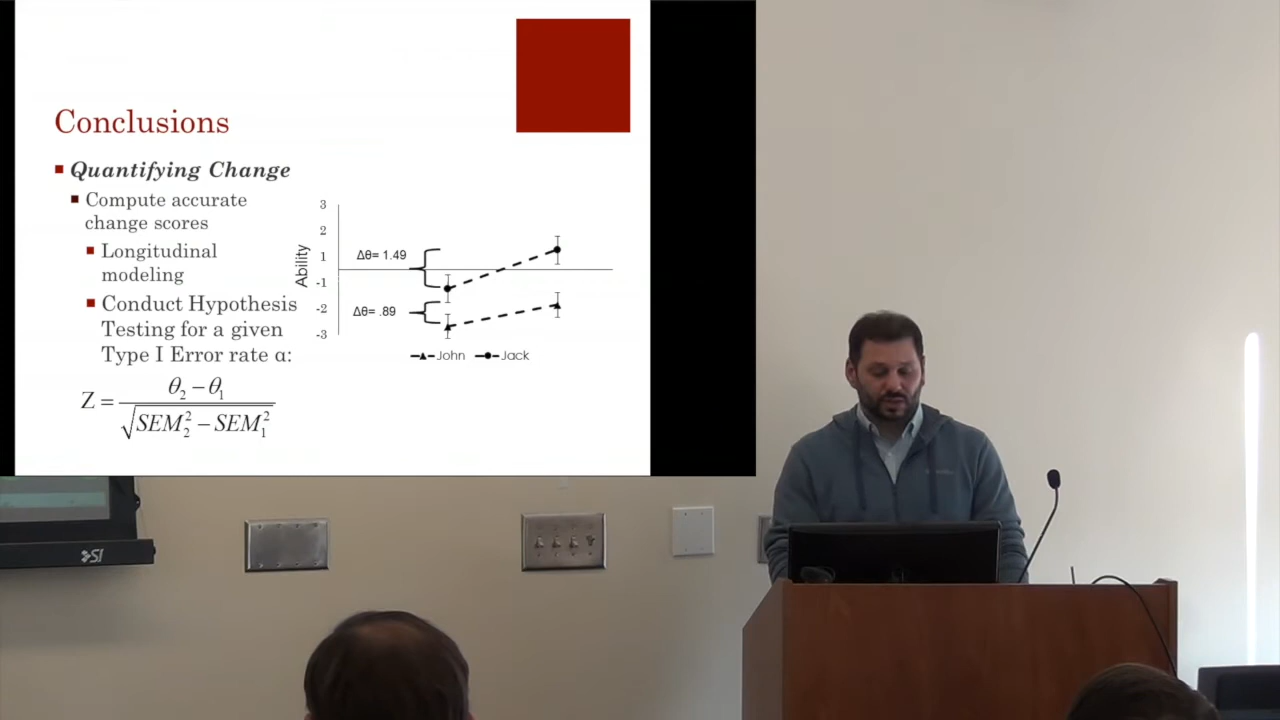 Conclusions
Quantifying Change
Compute accurate
change scores
Longitudinal
modeling
Conduct Hypothesis
Testing for a given
Type I Error rate α:
Z = θ₂ − θ₁ / √SEM₂² − SEM₁²
Ability
3
2
1
-1
-2
-3
Δθ= 1.49
Δθ= .89
John Jack
SI